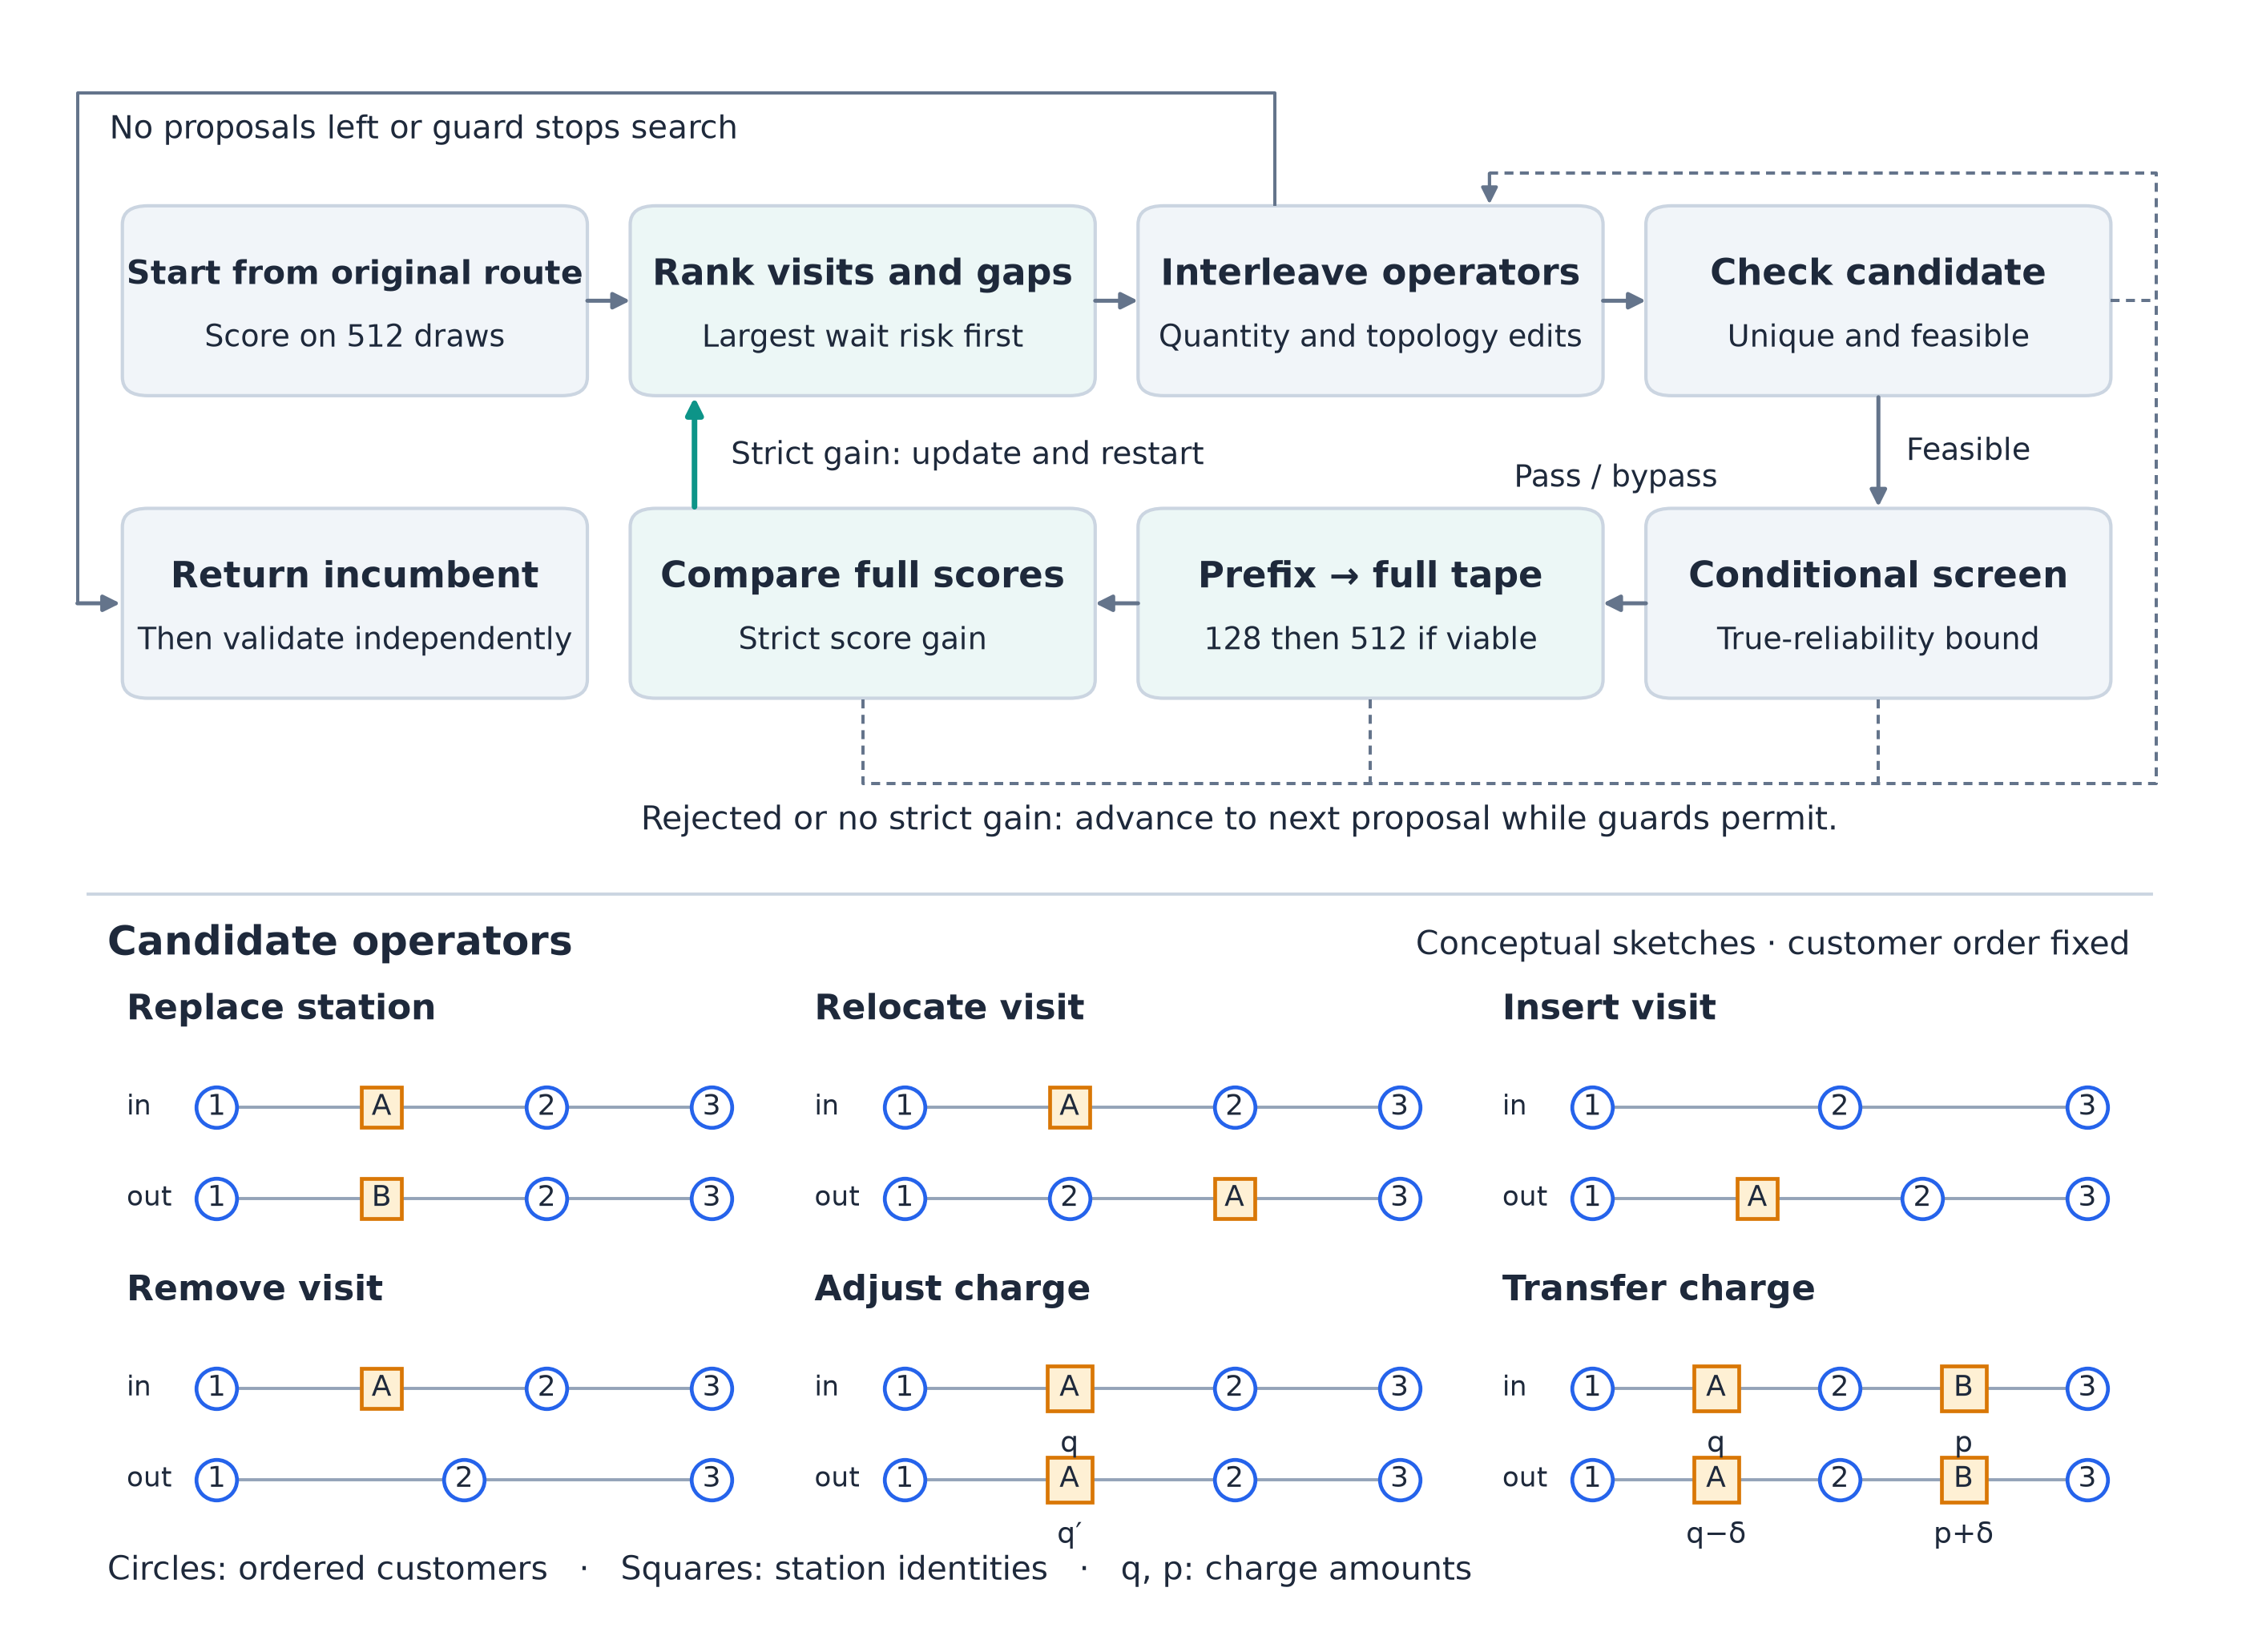 No proposals left or guard stops search
Start from original route
Score on 512 draws
Rank visits and gaps
Largest wait risk first
Interleave operators
Quantity and topology edits
Check candidate
Unique and feasible
Strict gain: update and restart
Pass / bypass
Feasible
Return incumbent
Then validate independently
Compare full scores
Strict score gain
Prefix → full tape
128 then 512 if viable
Conditional screen
True-reliability bound
Rejected or no strict gain: advance to next proposal while guards permit.
Candidate operators
Conceptual sketches · customer order fixed
Replace station
in 1 A 2 3
out 1 B 2 3
Relocate visit
in 1 A 2 3
out 1 2 A 3
Insert visit
in 1 2 3
out 1 A 2 3
Remove visit
in 1 A 2 3
out 1 2 3
Adjust charge
in 1 A 2 3
q
out 1 A 2 3
q′
Transfer charge
in 1 A 2 B 3
q p
out 1 A 2 B 3
q−δ p+δ
Circles: ordered customers · Squares: station identities · q, p: charge amounts